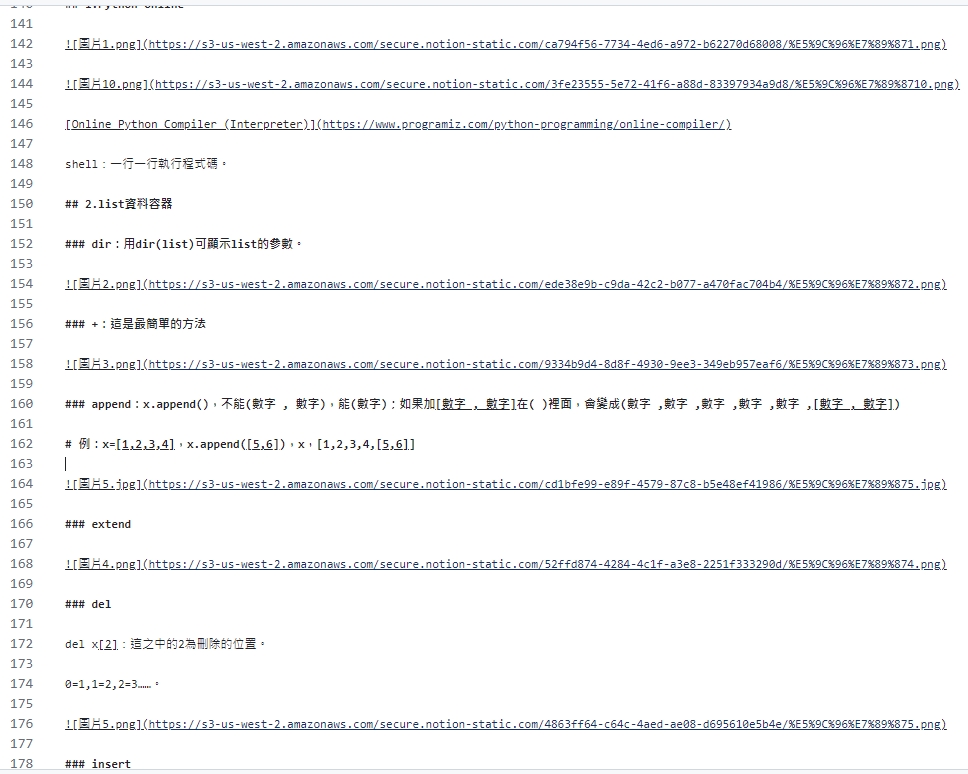 140 ## 1.Python online
141
142 ![圖片1.png](https://s3-us-west-2.amazonaws.com/secure.notion-static.com/ca794f56-7734-4ed6-a972-b62270d68008/%E5%9C%96%E7%89%871.png)
143
144 ![圖片10.png](https://s3-us-west-2.amazonaws.com/secure.notion-static.com/3fe23555-5e72-41f6-a88d-83397934a9d8/%E5%9C%96%E7%89%8710.png)
145
146 [Online Python Compiler (Interpreter)](https://www.programiz.com/python-programming/online-compiler/)
147
148 shell：一行一行執行程式碼。
149
150 ## 2.list資料容器
151
152 ### dir：用dir(list)可顯示list的參數。
153
154 ![圖片2.png](https://s3-us-west-2.amazonaws.com/secure.notion-static.com/ede38e9b-c9da-42c2-b077-a470fac704b4/%E5%9C%96%E7%89%872.png)
155
156 ### +：這是最簡單的方法
157
158 ![圖片3.png](https://s3-us-west-2.amazonaws.com/secure.notion-static.com/9334b9d4-8d8f-4930-9ee3-349eb957eaf6/%E5%9C%96%E7%89%873.png)
159
160 ### append：x.append()，不能(數字 , 數字)，能(數字)；如果加[數字 , 數字]在( )裡面，會變成(數字 ,數字 ,數字 ,數字 ,數字 ,[數字 , 數字])
161
162 # 例：x=[1,2,3,4]，x.append([5,6])，x，[1,2,3,4,[5,6]]
163
164 ![圖片5.jpg](https://s3-us-west-2.amazonaws.com/secure.notion-static.com/cd1bfe99-e89f-4579-87c8-b5e48ef41986/%E5%9C%96%E7%89%875.jpg)
165
166 ### extend
167
168 ![圖片4.png](https://s3-us-west-2.amazonaws.com/secure.notion-static.com/52ffd874-4284-4c1f-a3e8-2251f333290d/%E5%9C%96%E7%89%874.png)
169
170 ### del
171
172 del x[2]：這之中的2為刪除的位置。
173
174 0=1,1=2,2=3……。
175
176 ![圖片5.png](https://s3-us-west-2.amazonaws.com/secure.notion-static.com/4863ff64-c64c-4aed-ae08-d695610e5b4e/%E5%9C%96%E7%89%875.png)
177
178 ### insert